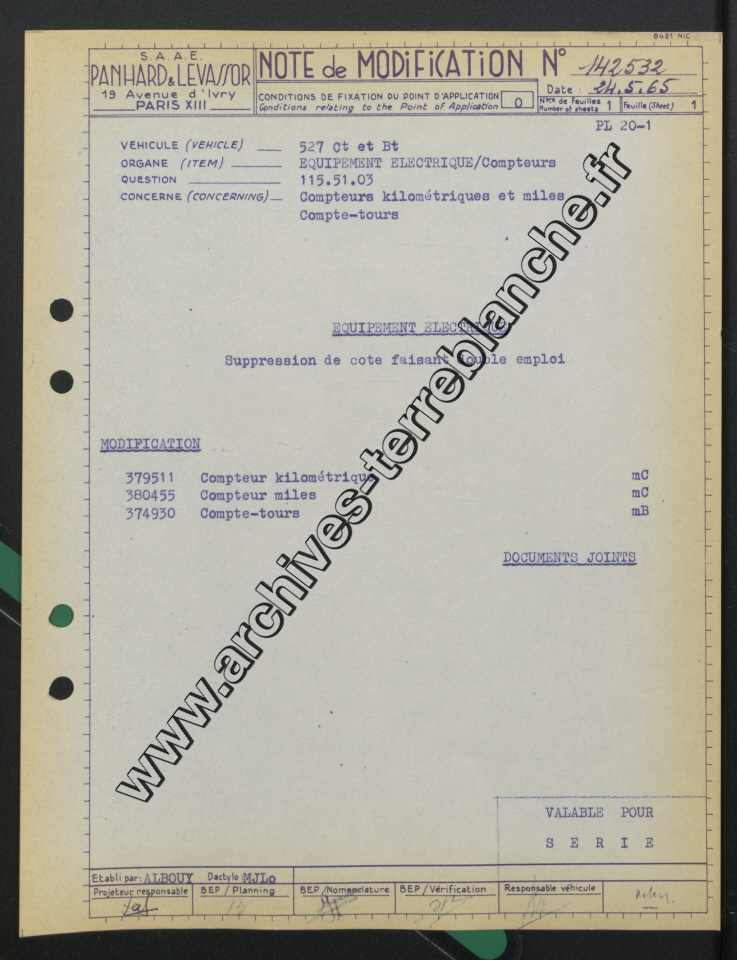 8431 NIC
S.A.A.E.
PANHARD & LEVASSOR
19 Avenue d'Ivry
PARIS XIII
NOTE de MODiFiCATiON N° 142532
Date : 24.5.65
CONDITIONS DE FIXATION DU POINT D'APPLICATION
Conditions relating to the Point of Application
0
Nbre de feuilles
Number of sheets 1
Feuille (Sheet) 1
PL 20-1
VEHICULE (VEHICLE) 527 Ct et Bt
ORGANE (ITEM) EQUIPEMENT ELECTRIQUE/Compteurs
QUESTION 115.51.03
CONCERNE (CONCERNING) Compteurs kilométriques et miles
Compte-tours
EQUIPEMENT ELECTRIQUE
Suppression de cote faisant double emploi
MODIFICATION
379511 Compteur kilométrique mC
380455 Compteur miles mC
374930 Compte-tours mB
DOCUMENTS JOINTS
www.archives-terreblanche.fr
VALABLE POUR
S E R I E
Etabli par: ALBOUY Dactylo: MJLo
Projeteur responsable
BEP / Planning
BEP / Nomenclature
BEP / Vérification
Responsable véhicule